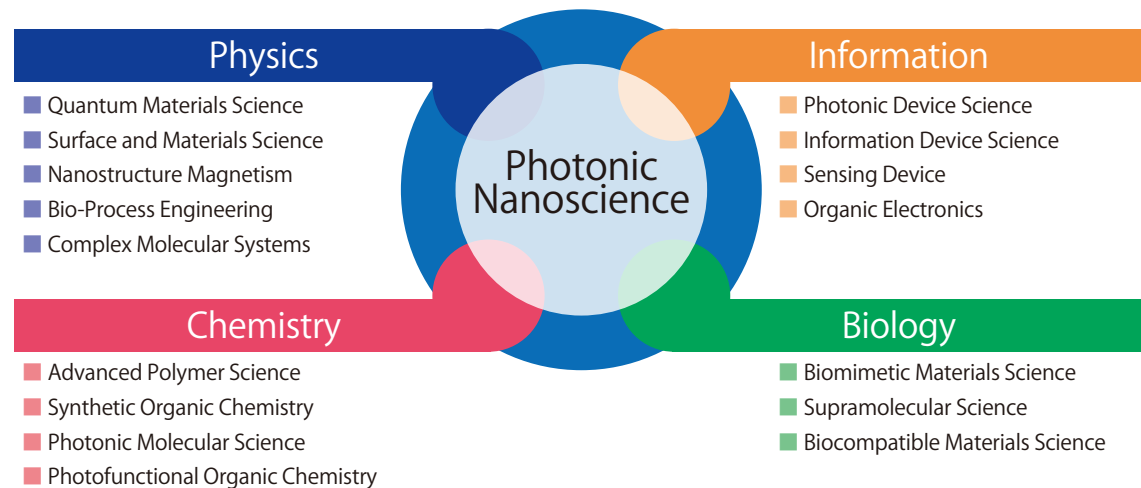 Physics
Quantum Materials Science
Surface and Materials Science
Nanostructure Magnetism
Bio-Process Engineering
Complex Molecular Systems
Information
Photonic Device Science
Information Device Science
Sensing Device
Organic Electronics
Photonic
Nanoscience
Chemistry
Advanced Polymer Science
Synthetic Organic Chemistry
Photonic Molecular Science
Photofunctional Organic Chemistry
Biology
Biomimetic Materials Science
Supramolecular Science
Biocompatible Materials Science